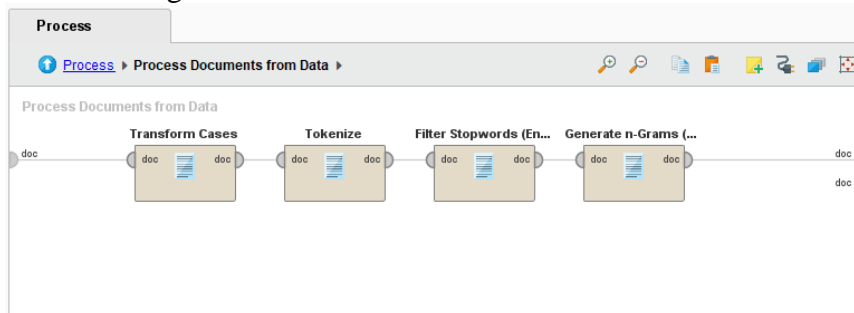 Process
Process ▸ Process Documents from Data ▸
Process Documents from Data
Transform Cases Tokenize Filter Stopwords (En... Generate n-Grams (...
doc doc doc doc doc doc doc doc doc doc
doc